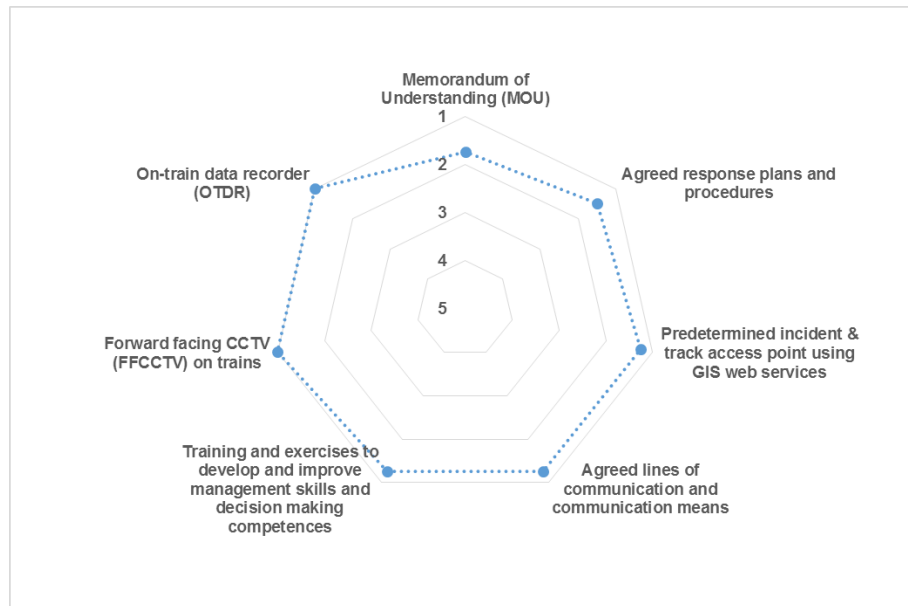 Memorandum of
Understanding (MOU)
1
On-train data recorder
(OTDR)
2
Agreed response plans and
procedures
3
4
5
Forward facing CCTV
(FFCCTV) on trains
Predetermined incident &
track access point using
GIS web services
Training and exercises to
develop and improve
management skills and
decision making
competences
Agreed lines of
communication and
communication means